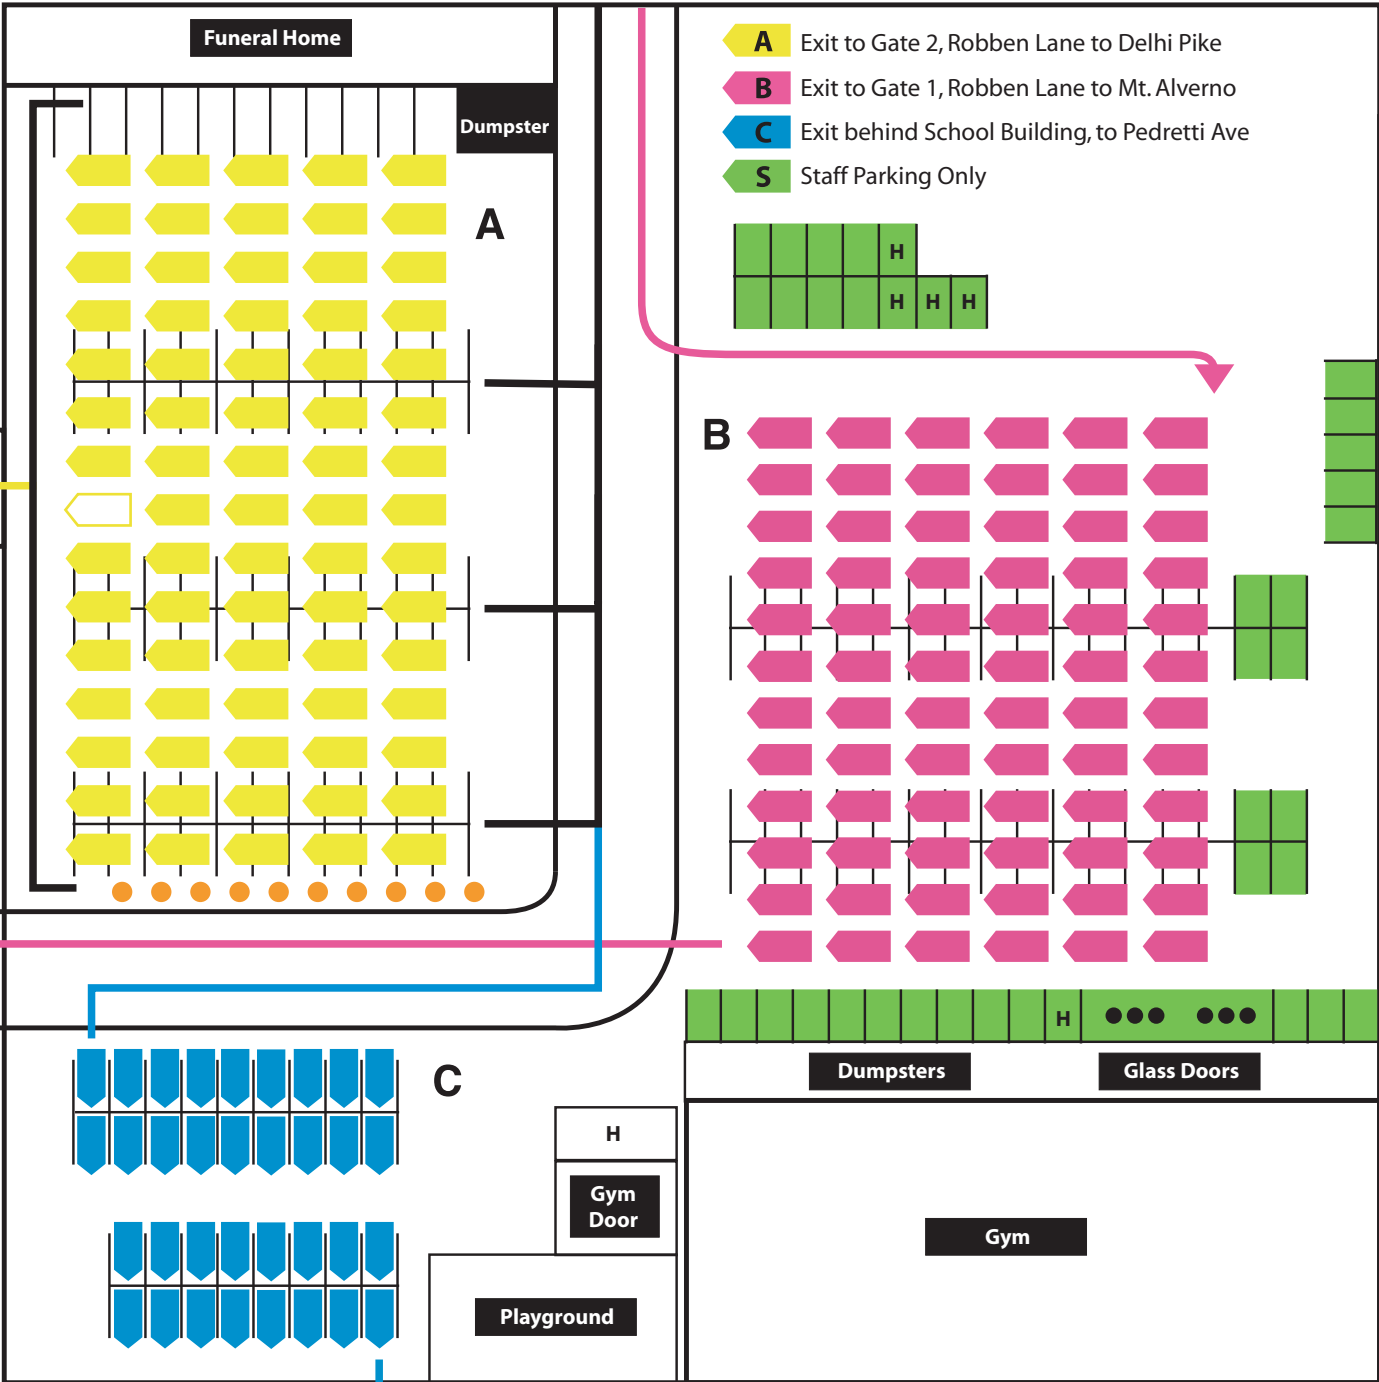 Funeral Home
A Exit to Gate 2, Robben Lane to Delhi Pike
B Exit to Gate 1, Robben Lane to Mt. Alverno
C Exit behind School Building, to Pedretti Ave
S Staff Parking Only
Dumpster
A
H
H H H
B
H
Dumpsters
Glass Doors
C
H
Gym
Door
Gym
Playground